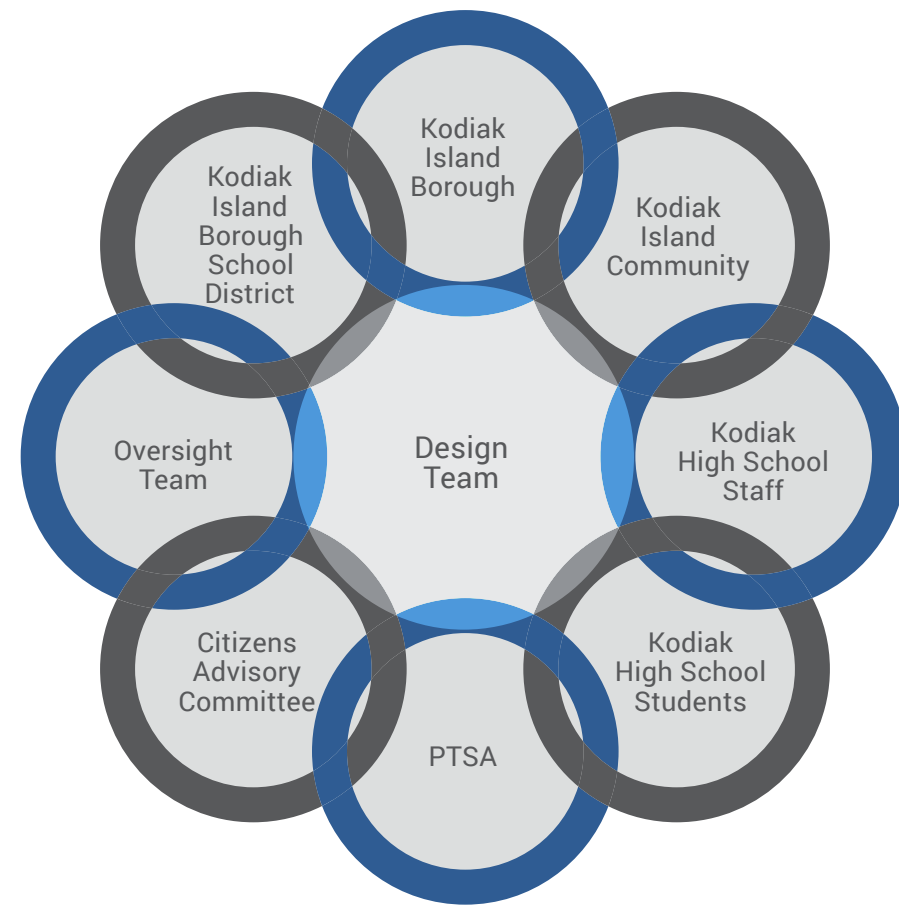 Kodiak
Island
Borough
Kodiak
Island
Borough
School
District
Kodiak
Island
Community
Oversight
Team
Design
Team
Kodiak
High School
Staff
Citizens
Advisory
Committee
Kodiak
High School
Students
PTSA